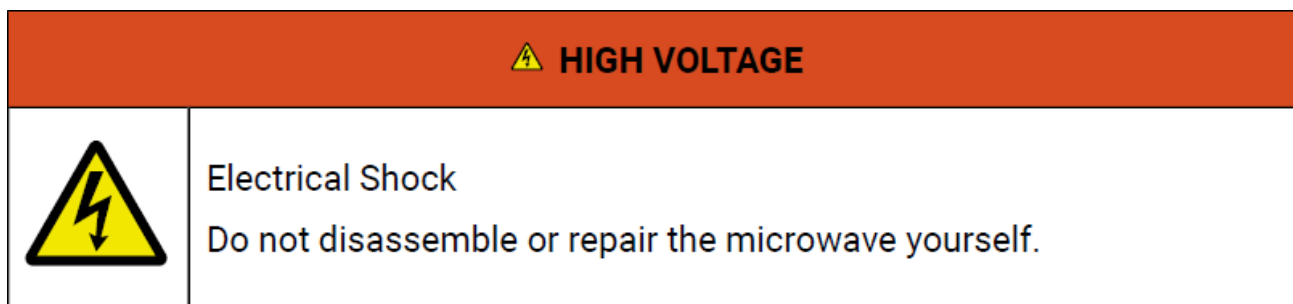 HIGH VOLTAGE
Electrical Shock
Do not disassemble or repair the microwave yourself.